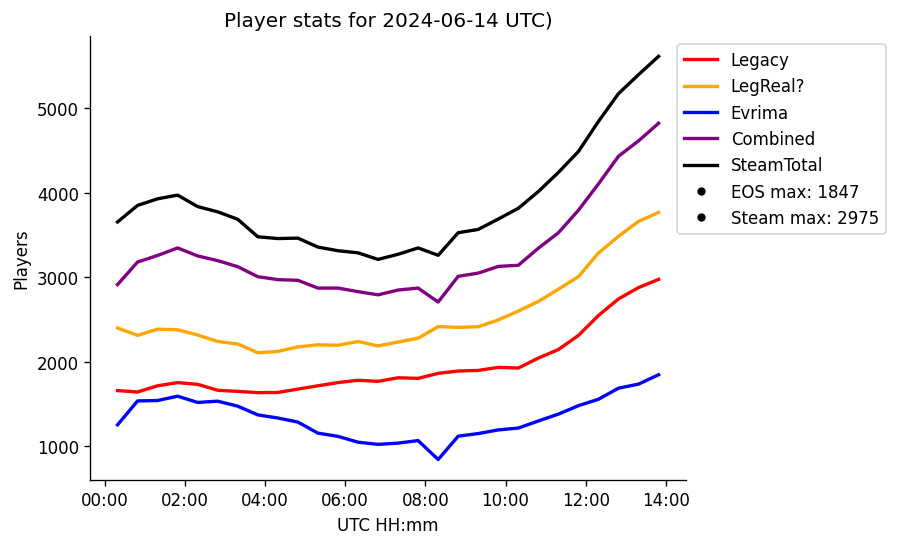 Player stats for 2024-06-14 UTC)
Legacy
LegReal?
Evrima
Combined
SteamTotal
EOS max: 1847
Steam max: 2975
Players
5000
4000
3000
2000
1000
00:00 02:00 04:00 06:00 08:00 10:00 12:00 14:00
UTC HH:mm